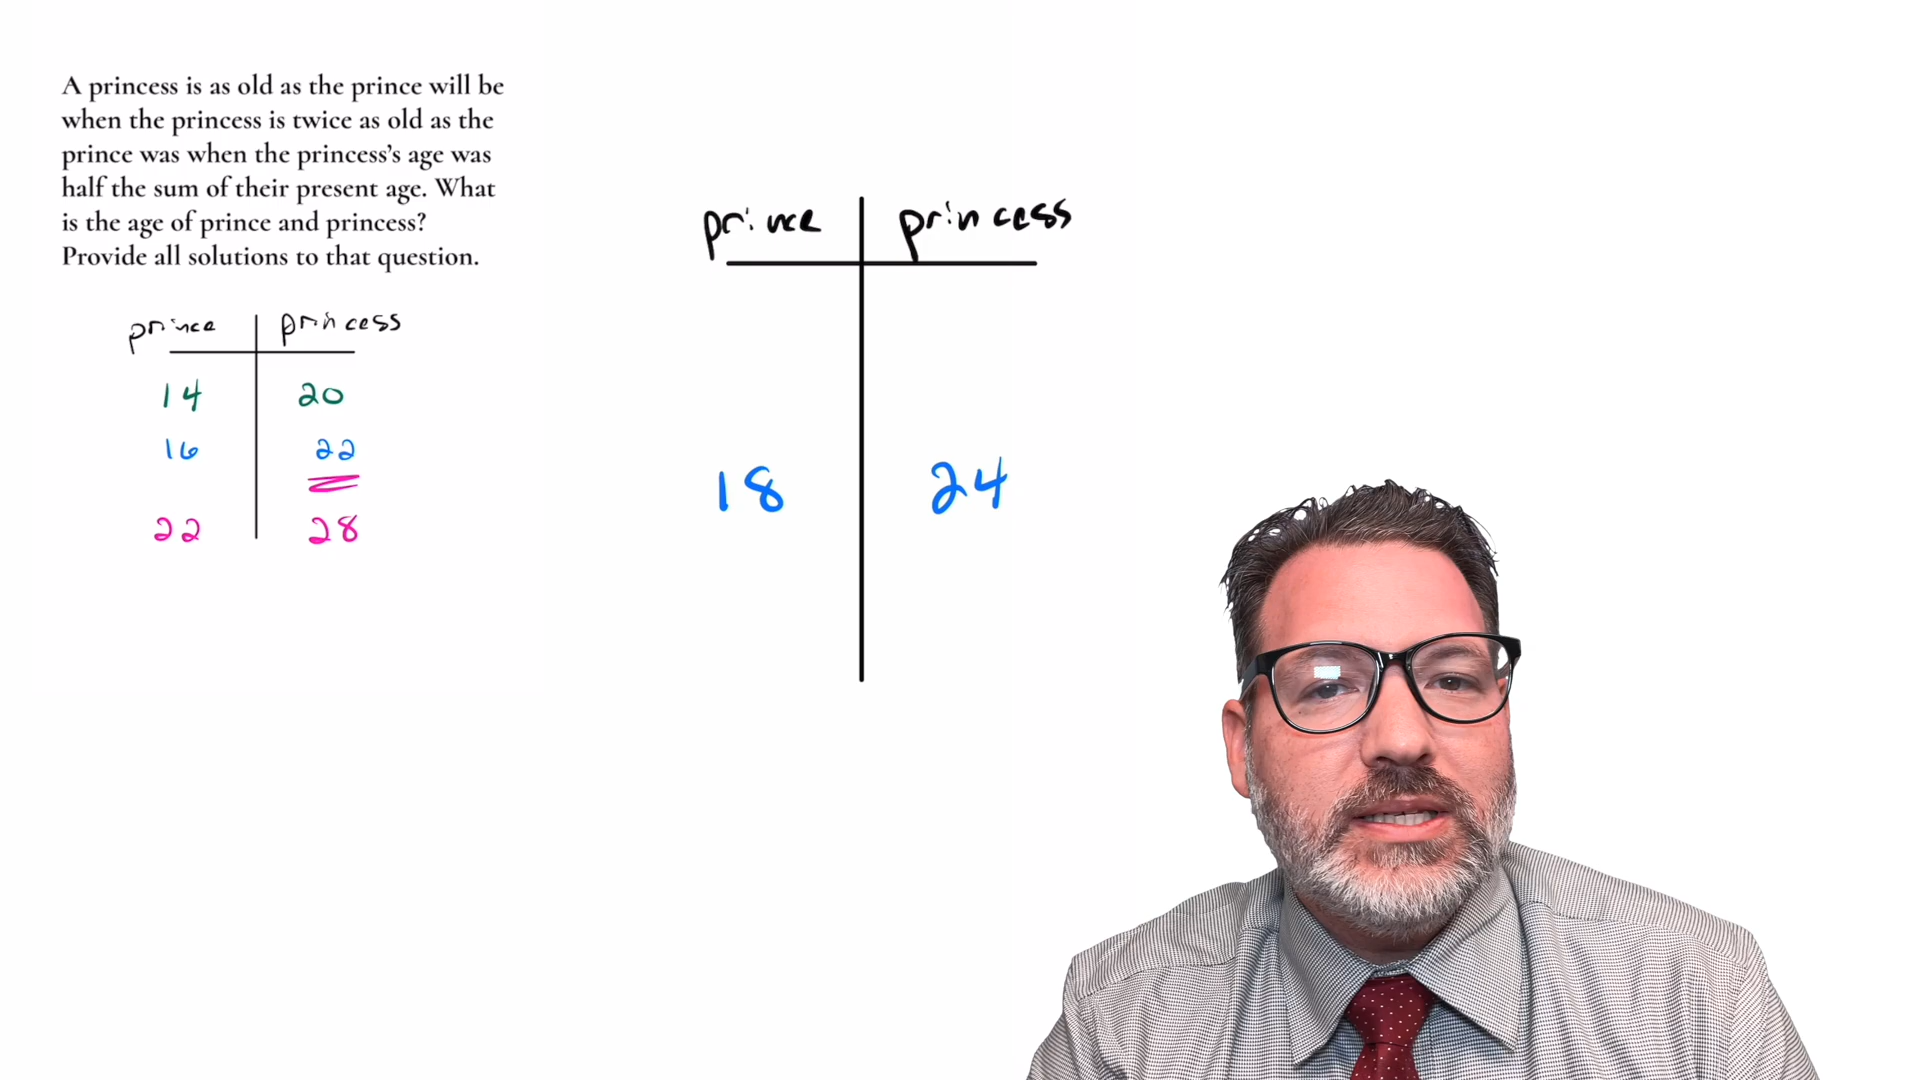 A princess is as old as the prince will be
when the princess is twice as old as the
prince was when the princess's age was
half the sum of their present age. What
is the age of prince and princess?
Provide all solutions to that question.
prince princess
14 20
16 22
22 28
prince princess
18 24